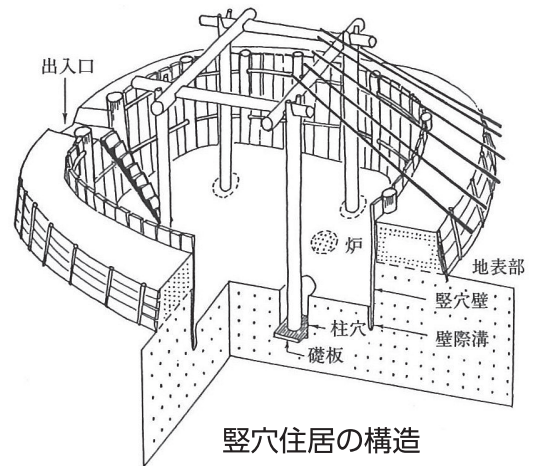 出入口
炉
地表部
竪穴壁
柱穴
壁際溝
礎板
竪穴住居の構造